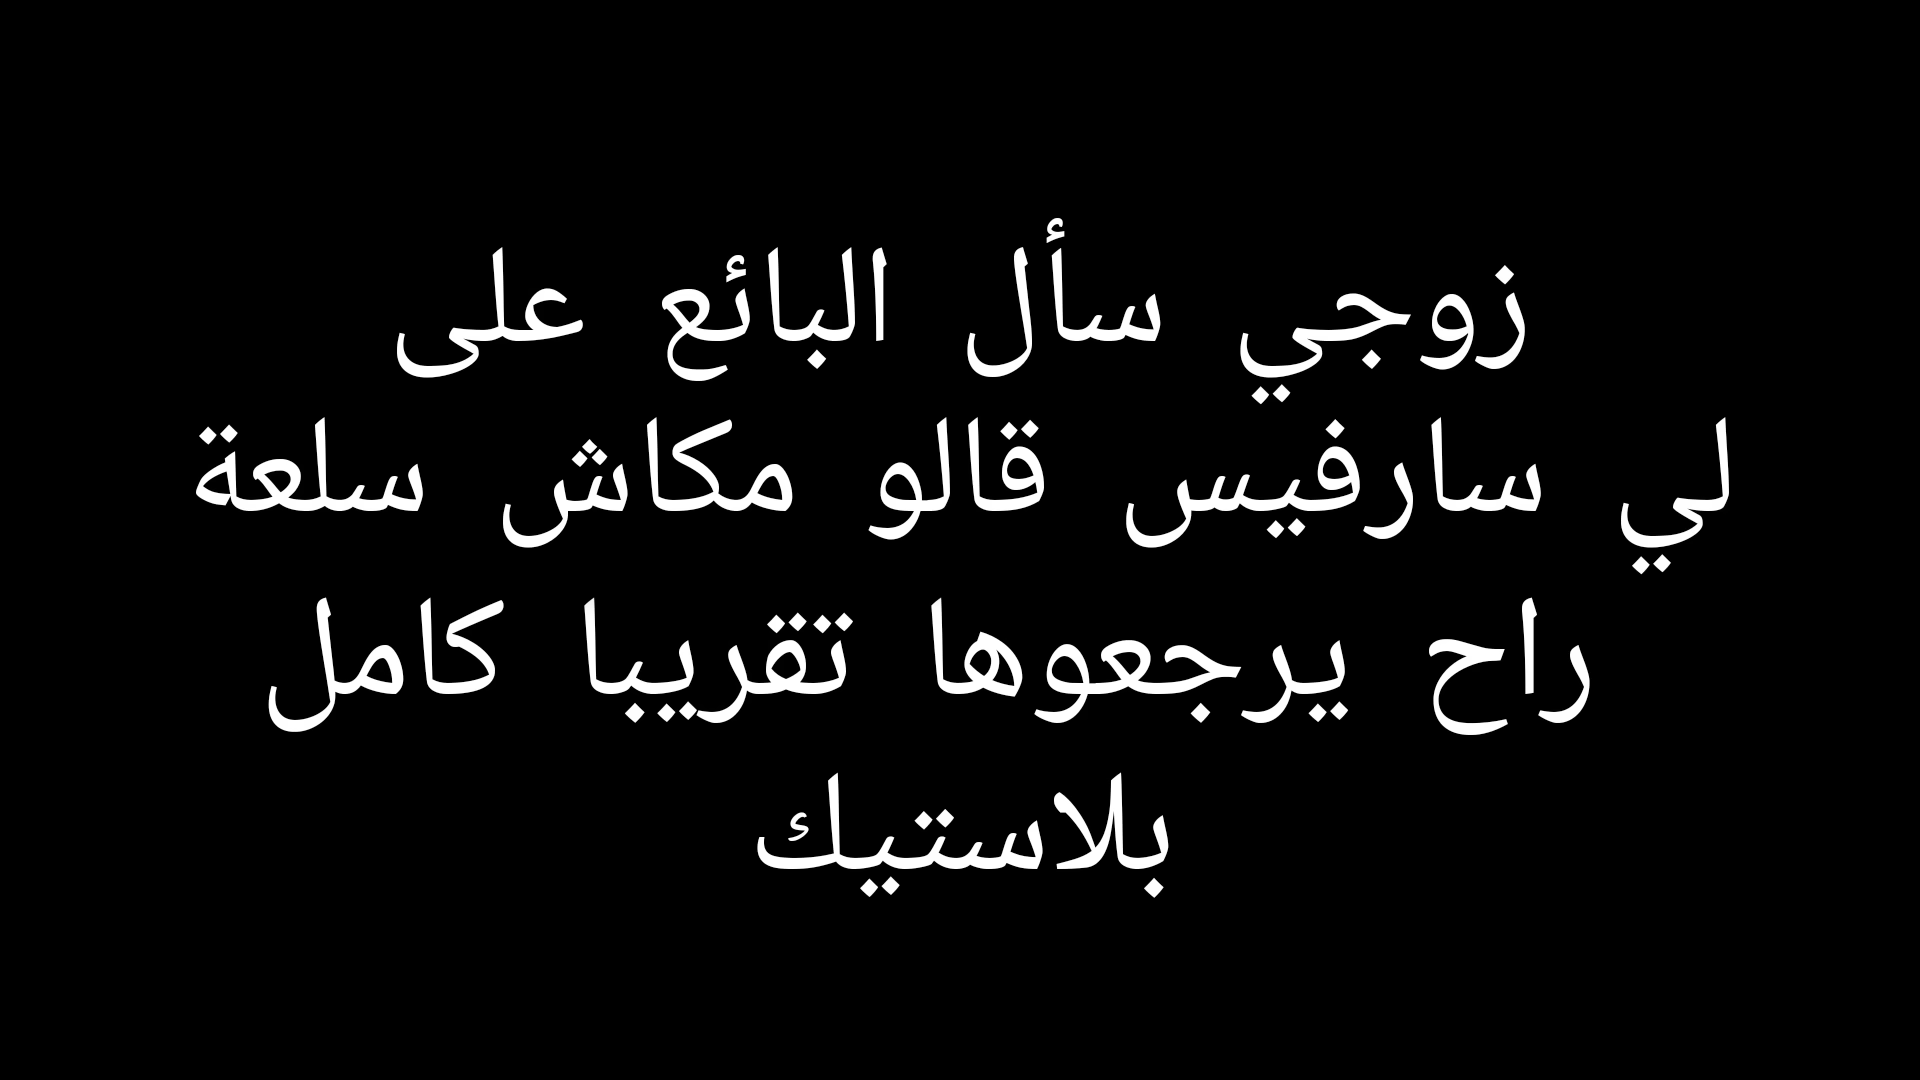 زوجي سأل البائع على
لي سارفيس قالو مكاش سلعة
راح يرجعوها تقريبا كامل
بلاستيك